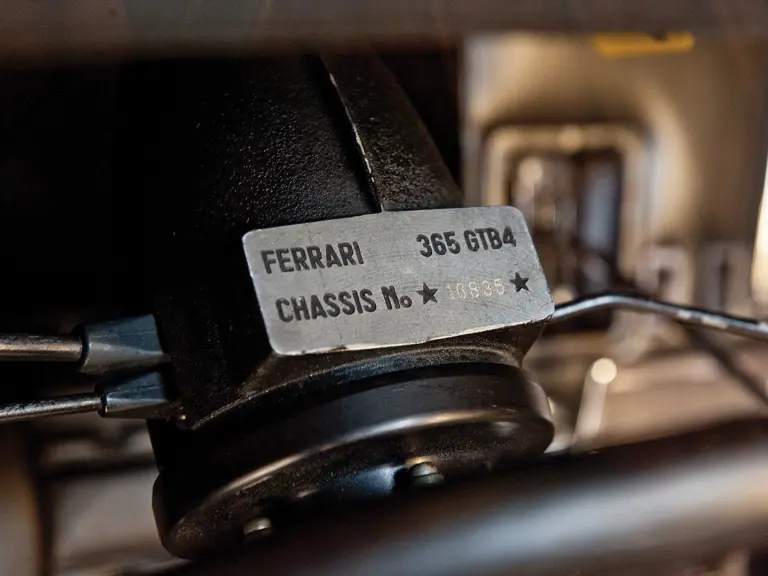 FERRARI 365 GTB4
CHASSIS No ★ 10835 ★